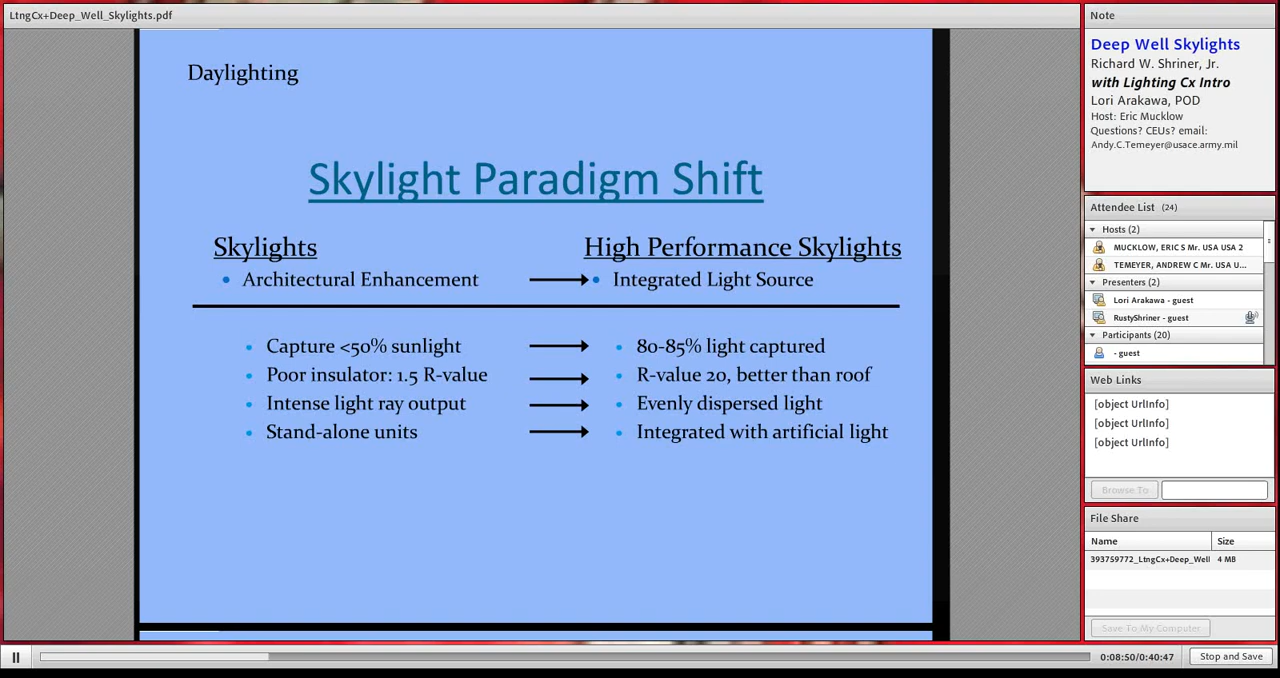 LtngCx+Deep_Well_Skylights.pdf
Daylighting
Skylight Paradigm Shift
Skylights
High Performance Skylights
Architectural Enhancement
Integrated Light Source
Capture <50% sunlight
80-85% light captured
Poor insulator: 1.5 R-value
R-value 20, better than roof
Intense light ray output
Evenly dispersed light
Stand-alone units
Integrated with artificial light
Note
Deep Well Skylights
Richard W. Shriner, Jr.
with Lighting Cx Intro
Lori Arakawa, POD
Host: Eric Mucklow
Questions? CEUs? email:
Andy.C.Temeyer@usace.army.mil
Attendee List (24)
Hosts (2)
MUCKLOW, ERIC S Mr. USA USA 2
TEMEYER, ANDREW C Mr. USA U...
Presenters (2)
Lori Arakawa - guest
RustyShriner - guest
Participants (20)
- guest
Web Links
[object UrlInfo]
[object UrlInfo]
[object UrlInfo]
Browse To
File Share
Name Size
393759772_LtngCx+Deep_Well 4 MB
Save To My Computer
0:08:50/0:40:47
Stop and Save